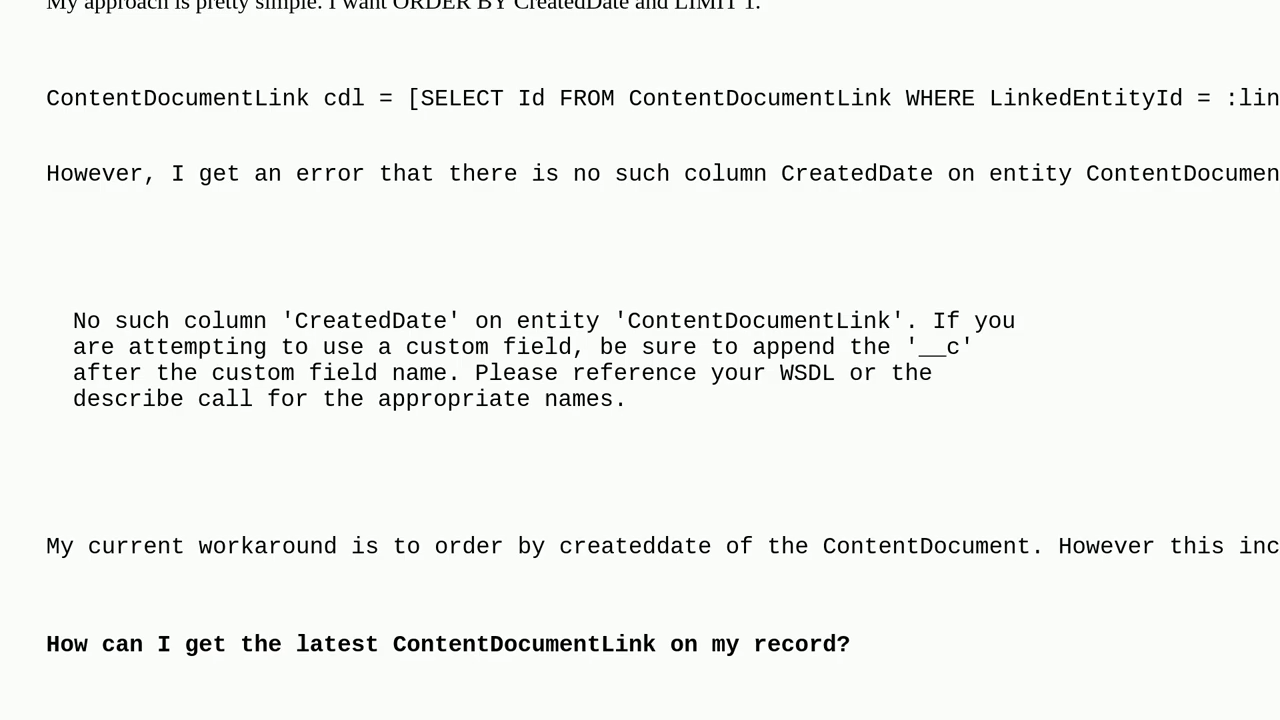 My approach is pretty simple. I want ORDER BY CreatedDate and LIMIT 1.
ContentDocumentLink cdl = [SELECT Id FROM ContentDocumentLink WHERE LinkedEntityId = :lin
However, I get an error that there is no such column CreatedDate on entity ContentDocumen
No such column 'CreatedDate' on entity 'ContentDocumentLink'. If you
are attempting to use a custom field, be sure to append the '__c'
after the custom field name. Please reference your WSDL or the
describe call for the appropriate names.
My current workaround is to order by createddate of the ContentDocument. However this inc
How can I get the latest ContentDocumentLink on my record?